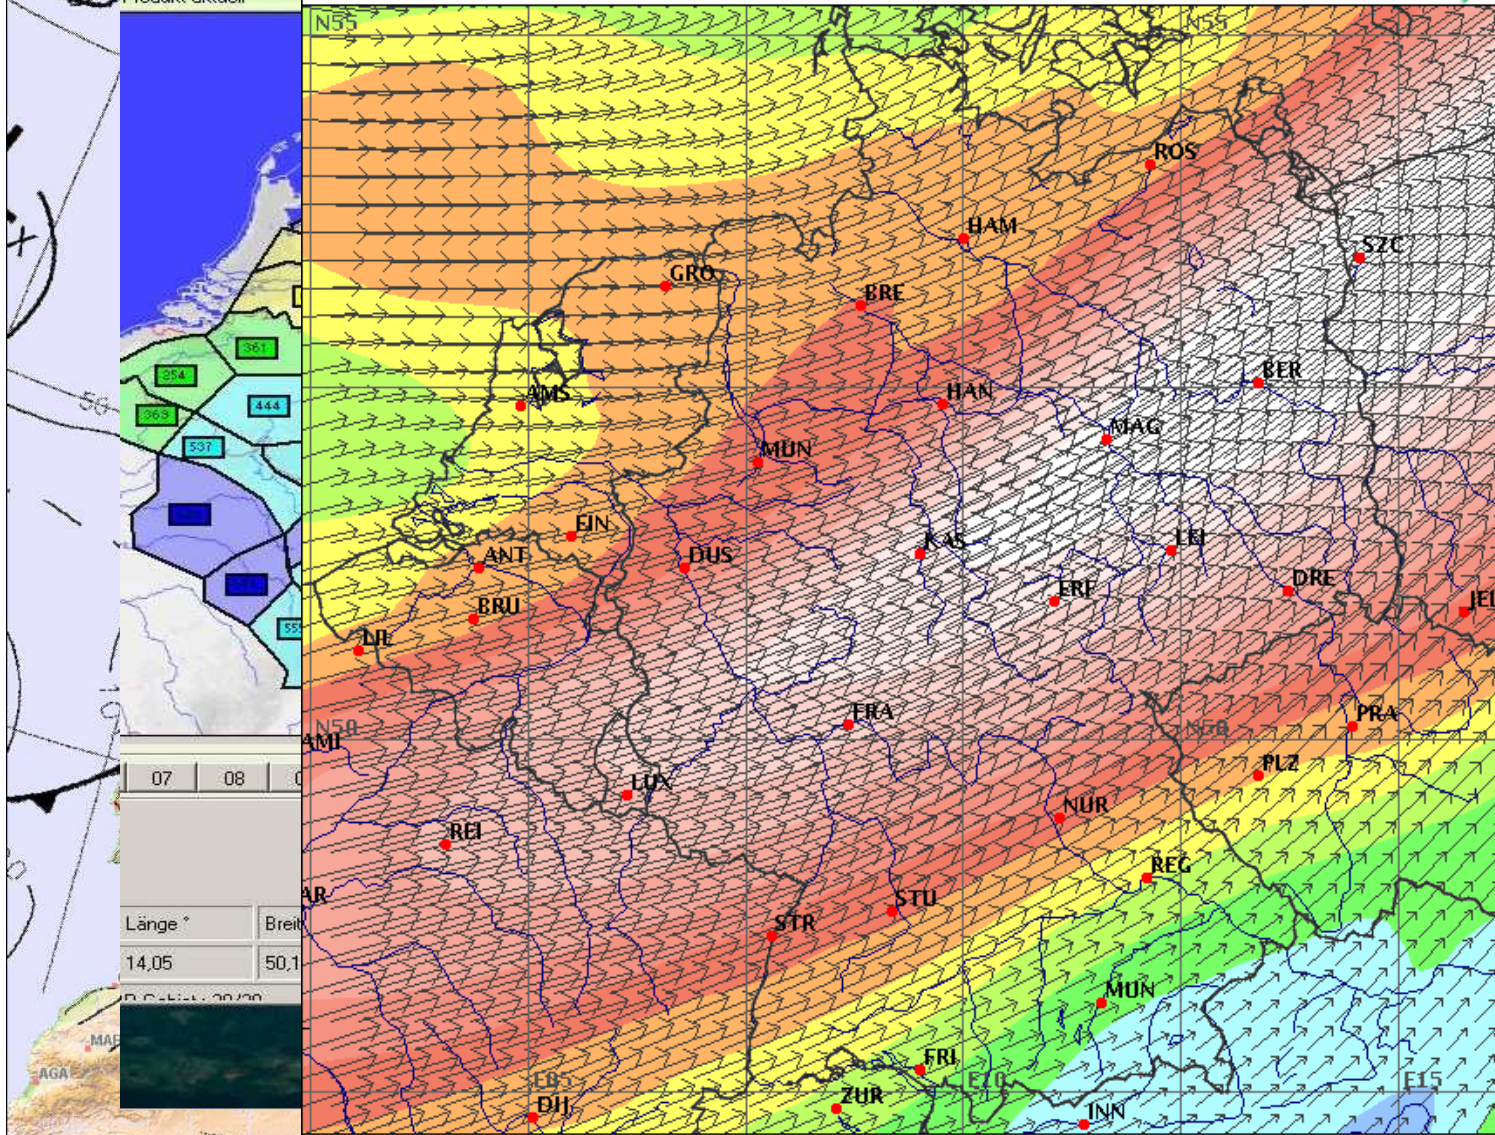 N55
N55
ROS
HAM
SZC
GRO
BRE
361
354
BER
363
444
AMS
HAN
MAG
537
MUN
EIN
ANT
DUS
KAS
LEI
ERF
DRE
BRU
LIL
N50
N50
FRA
PRA
AMI
PLZ
07
08
LUX
NUR
REI
REG
STU
Länge °
Breit
STR
14,05
50,1
MUN
AGA
FRI
E05
E10
E15
DIJ
ZUR
INN